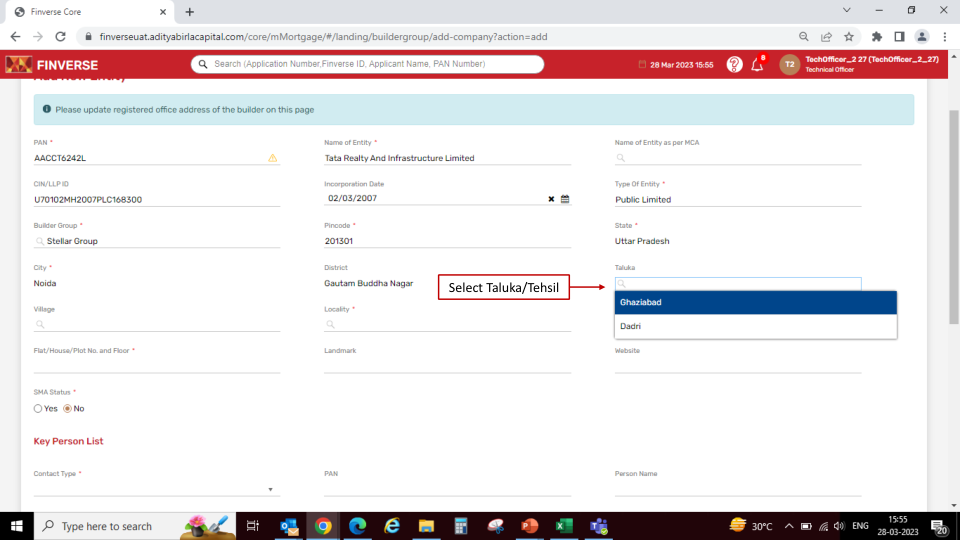 Finverse Core
finverseuat.adityabirlacapital.com/core/mMortgage/#/landing/buildergroup/add-company?action=add
FINVERSE
Search (Application Number,Finverse ID, Applicant Name, PAN Number)
28 Mar 2023 15:55
8
T2
TechOfficer_2 27 (TechOfficer_2_27)
Technical Officer
Add New Entity
Please update registered office address of the builder on this page
PAN *
Name of Entity *
Name of Entity as per MCA
AACCT6242L
Tata Realty And Infrastructure Limited
CIN/LLP ID
Incorporation Date
Type Of Entity *
U70102MH2007PLC168300
02/03/2007
Public Limited
Builder Group *
Pincode *
State *
Stellar Group
201301
Uttar Pradesh
City *
District
Taluka
Noida
Gautam Buddha Nagar
Select Taluka/Tehsil
Ghaziabad
Dadri
Village
Locality *
Flat/House/Plot No. and Floor *
Landmark
Website
SMA Status *
Yes
No
Key Person List
Contact Type *
PAN
Person Name
Type here to search
30°C
ENG
15:55
28-03-2023
20